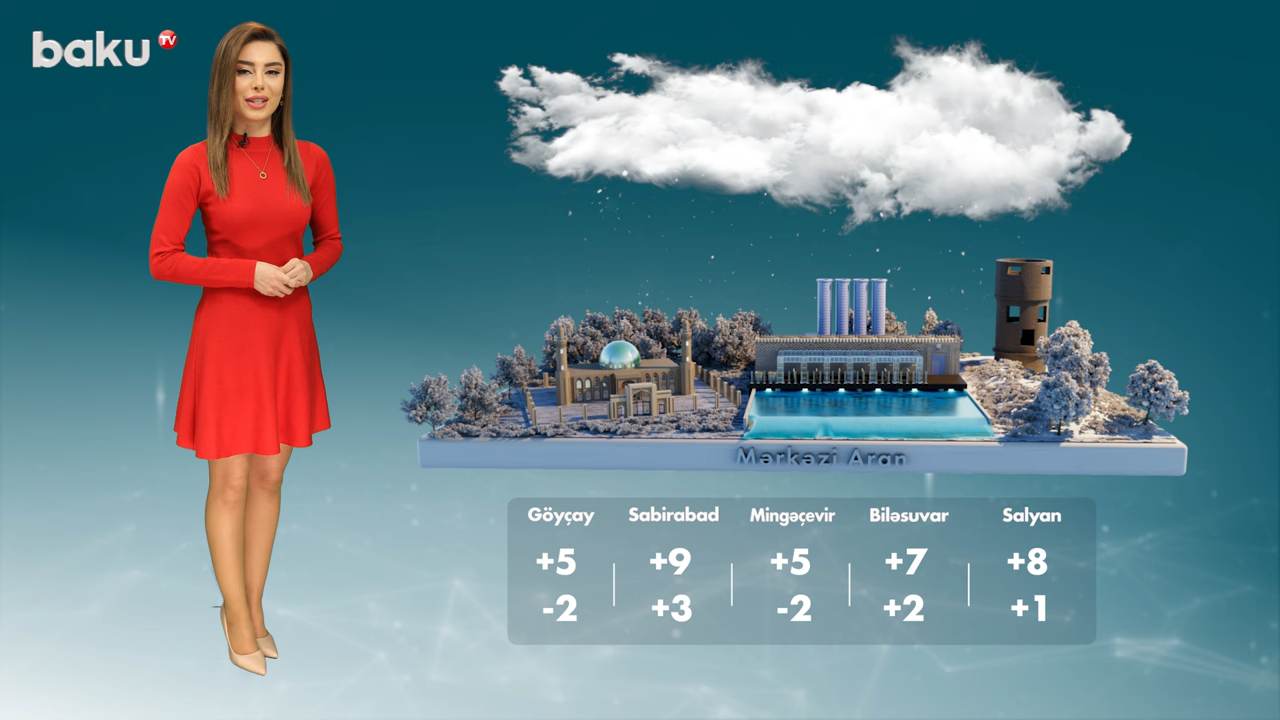 baku TV
Mərkəzi Aran
Göyçay Sabirabad Mingəçevir Biləsuvar Salyan
+5 +9 +5 +7 +8
-2 +3 -2 +2 +1